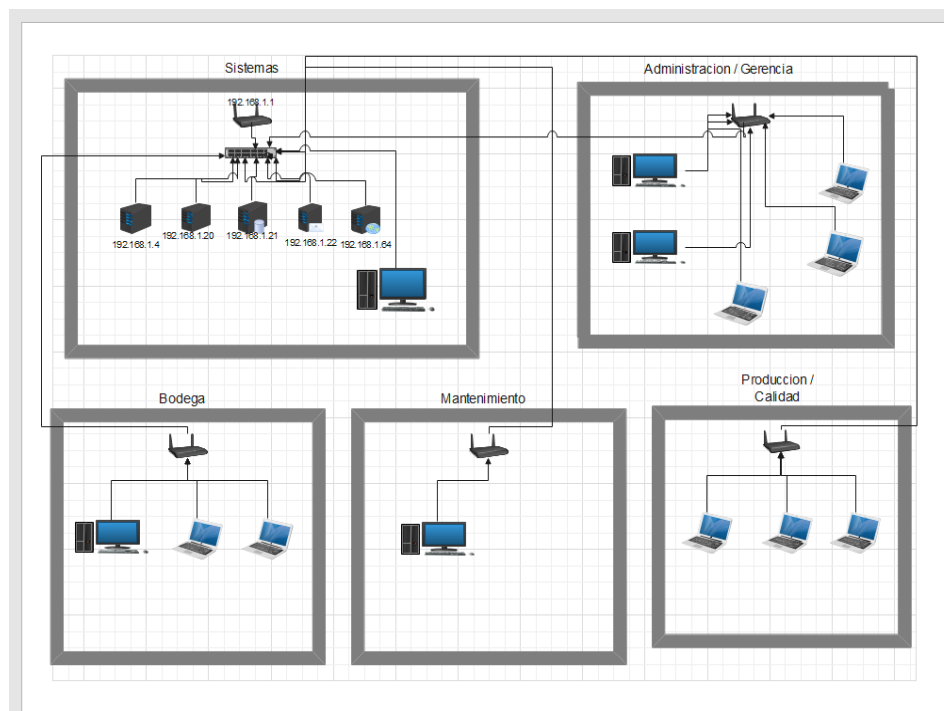 Sistemas
Administracion / Gerencia
192.168.1.1
192.168.1.4
192.168.1.20
192.168.1.21
192.168.1.22
192.168.1.64
Bodega
Mantenimiento
Produccion /
Calidad